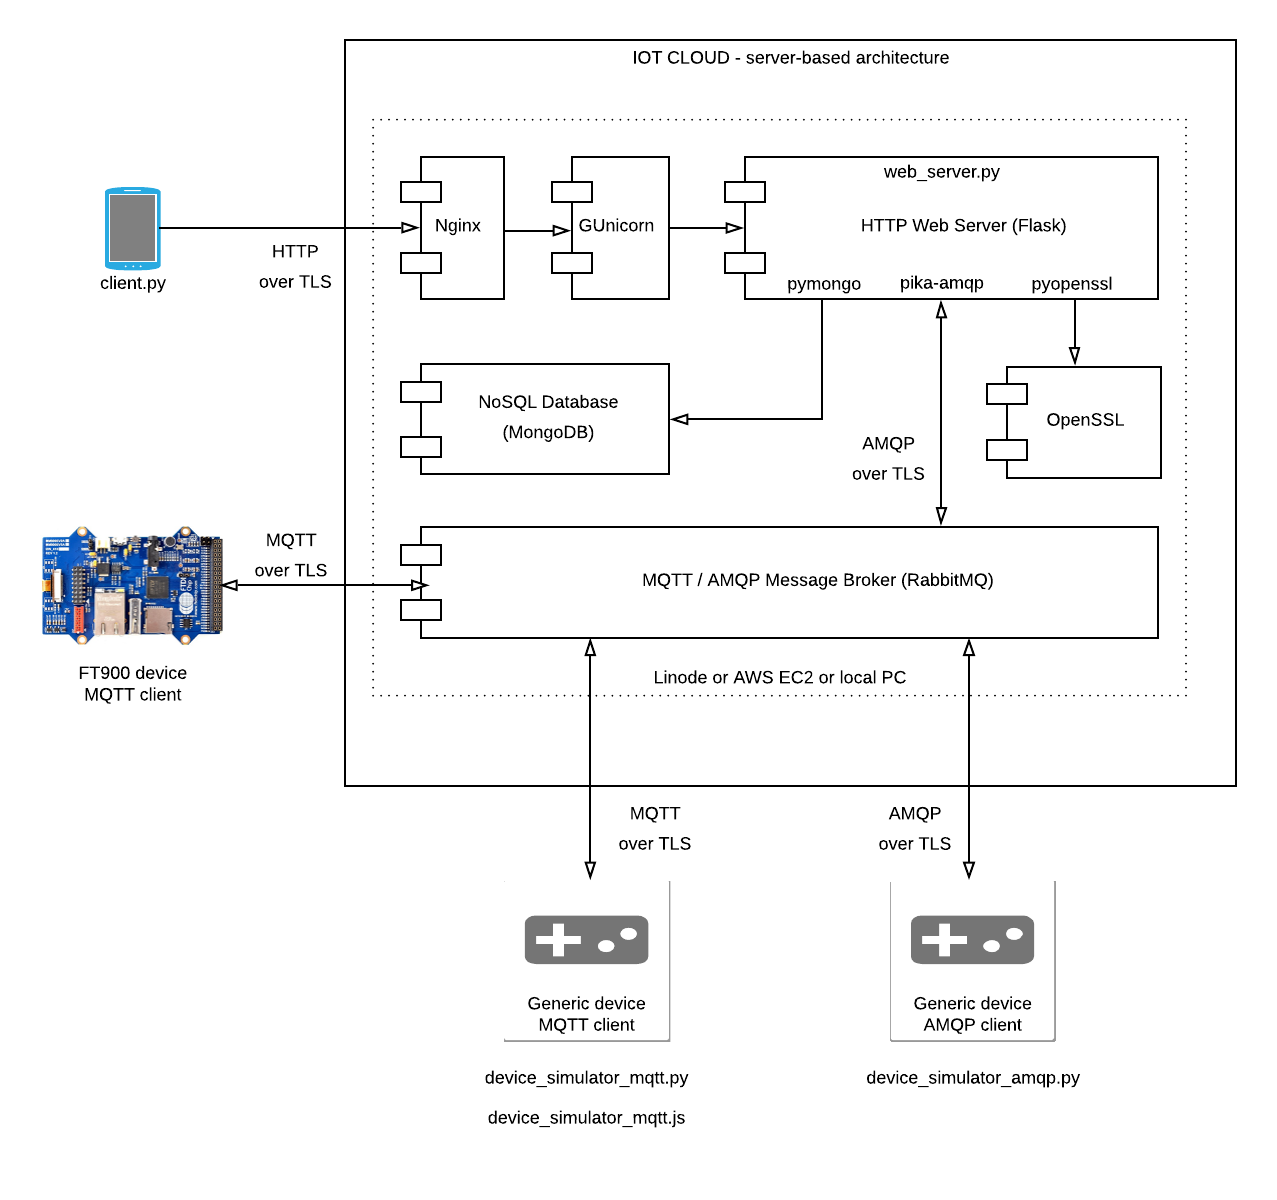 IOT CLOUD - server-based architecture
web_server.py
Nginx
GUnicorn
HTTP Web Server (Flask)
HTTP
over TLS
client.py
pymongo
pika-amqp
pyopenssl
NoSQL Database
(MongoDB)
OpenSSL
AMQP
over TLS
MQTT
over TLS
MQTT / AMQP Message Broker (RabbitMQ)
FT900 device
MQTT client
Linode or AWS EC2 or local PC
MQTT
over TLS
AMQP
over TLS
Generic device
MQTT client
Generic device
AMQP client
device_simulator_mqtt.py
device_simulator_amqp.py
device_simulator_mqtt.js